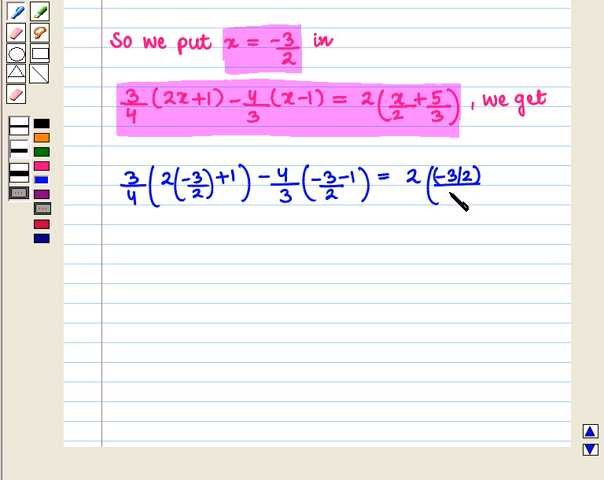 So we put x = -3/2 in
3/4 (2x+1) - 4/3 (x-1) = 2 (x/2 + 5/3), we get
3/4 (2(-3/2)+1) - 4/3 (-3/2 -1) = 2 ((-3/2)/